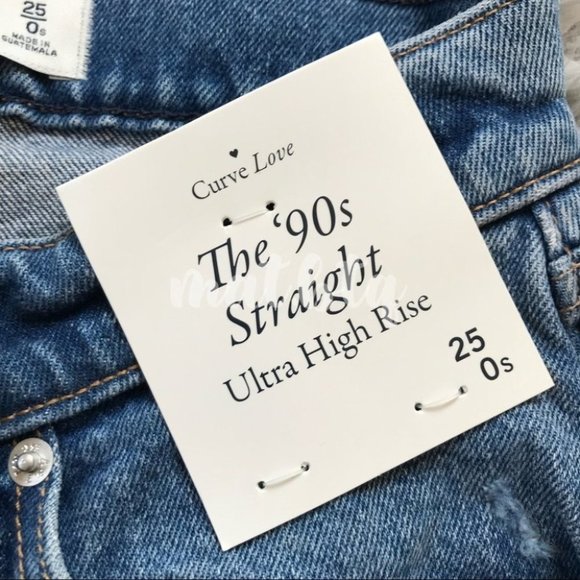 25
0s
MADE IN
GUATEMALA
Curve Love
The ‘90s
Straight
Ultra High Rise
25
0s